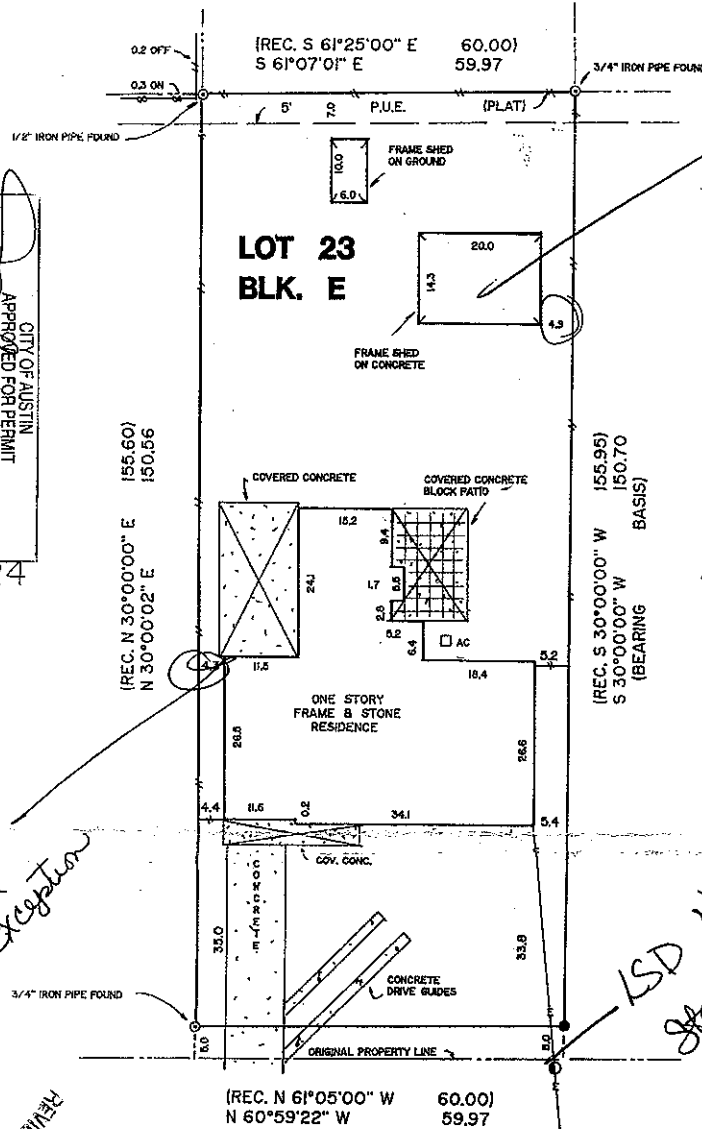 (REC. S 61°25'00" E 60.00)
S 61°07'01" E 59.97
0.2 OFF
0.3 ON
3/4" IRON PIPE FOUND
1/2" IRON PIPE FOUND
5' 7.0 P.U.E. (PLAT)
10.0
6.0
FRAME SHED
ON GROUND
LOT 23
BLK. E
20.0
14.3
4.3
FRAME SHED
ON CONCRETE
CITY OF AUSTIN
APPROVED FOR PERMIT
(REC. N 30°00'00" E 155.60)
N 30°00'02" E 150.56
(REC. S 30°00'00" W 155.95)
S 30°00'00" W 150.70
(BEARING BASIS)
COVERED CONCRETE
COVERED CONCRETE
BLOCK PATIO
15.2
9.4
24.1
1.7
5.5
2.8
5.2
6.4
AC
4.3
11.5
18.4
5.2
ONE STORY
FRAME & STONE
RESIDENCE
26.5
26.6
4.4
11.6
0.2
34.1
5.4
COV. CONC.
CONCRETE
35.0
33.8
Exception
LSD
CONCRETE
DRIVE GUIDES
3/4" IRON PIPE FOUND
5.0
5.0
ORIGINAL PROPERTY LINE
(REC. N 61°05'00" W 60.00)
N 60°59'22" W 59.97